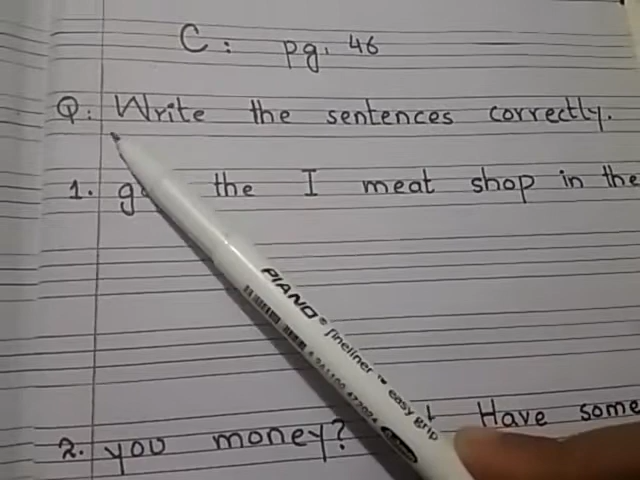 C: pg. 46
Q: Write the sentences correctly.
1. the I meat shop in the
PIANO® fineliner™ easy grip
2. you money? Have some